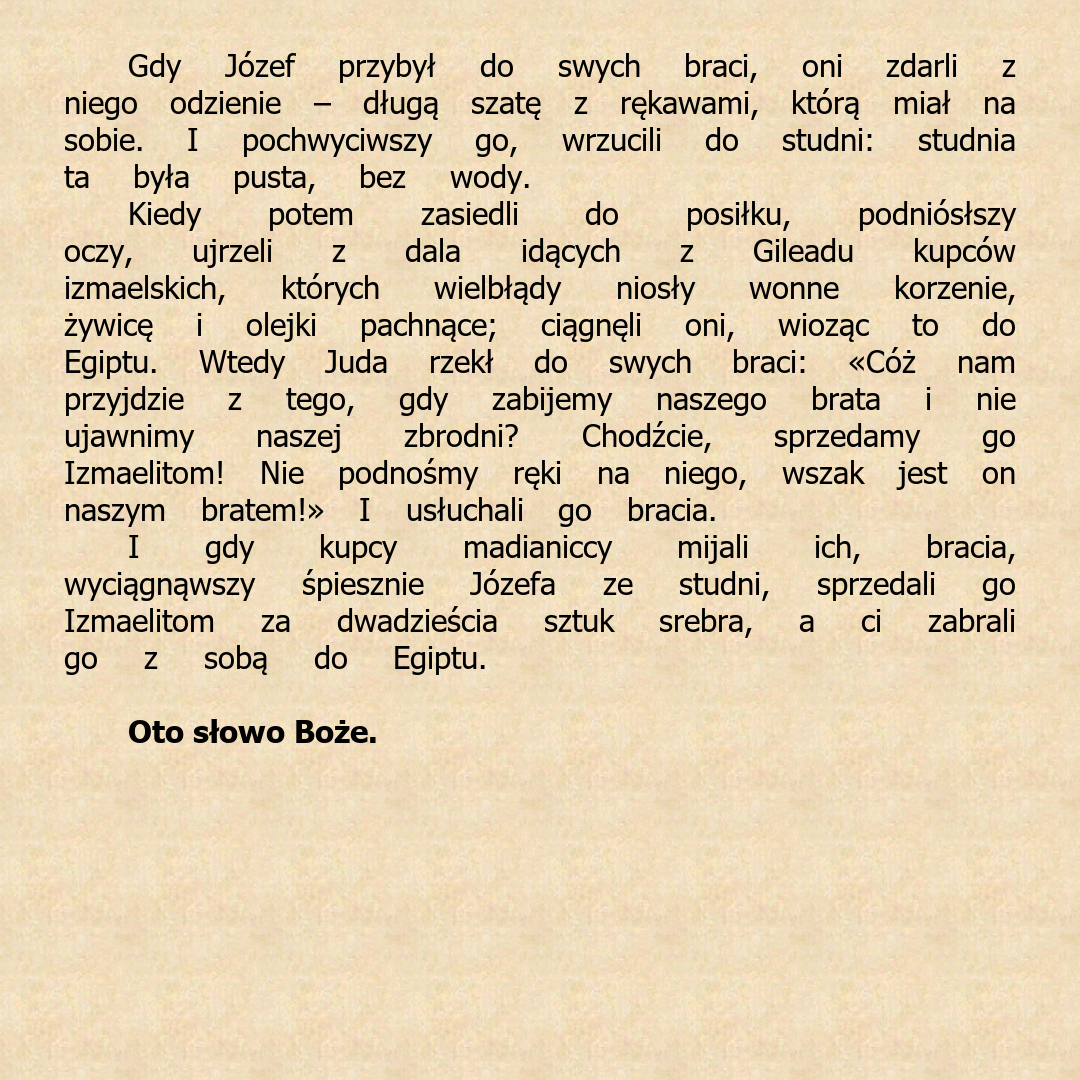 Gdy Józef przybył do swych braci, oni zdarli z
niego odzienie – długą szatę z rękawami, którą miał na
sobie. I pochwyciwszy go, wrzucili do studni: studnia
ta była pusta, bez wody.
Kiedy potem zasiedli do posiłku, podniósłszy
oczy, ujrzeli z dala idących z Gileadu kupców
izmaelskich, których wielbłądy niosły wonne korzenie,
żywicę i olejki pachnące; ciągnęli oni, wioząc to do
Egiptu. Wtedy Juda rzekł do swych braci: «Cóż nam
przyjdzie z tego, gdy zabijemy naszego brata i nie
ujawnimy naszej zbrodni? Chodźcie, sprzedamy go
Izmaelitom! Nie podnośmy ręki na niego, wszak jest on
naszym bratem!» I usłuchali go bracia.
I gdy kupcy madianiccy mijali ich, bracia,
wyciągnąwszy śpiesznie Józefa ze studni, sprzedali go
Izmaelitom za dwadzieścia sztuk srebra, a ci zabrali
go z sobą do Egiptu.
Oto słowo Boże.